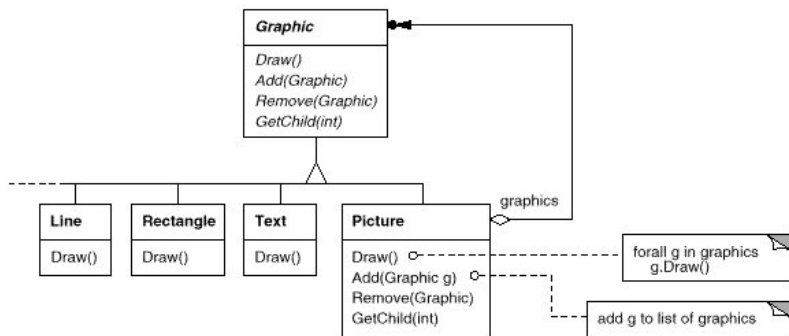 Graphic
Draw()
Add(Graphic)
Remove(Graphic)
GetChild(int)
graphics
Line
Draw()
Rectangle
Draw()
Text
Draw()
Picture
Draw()
Add(Graphic g)
Remove(Graphic)
GetChild(int)
forall g in graphics
g.Draw()
add g to list of graphics